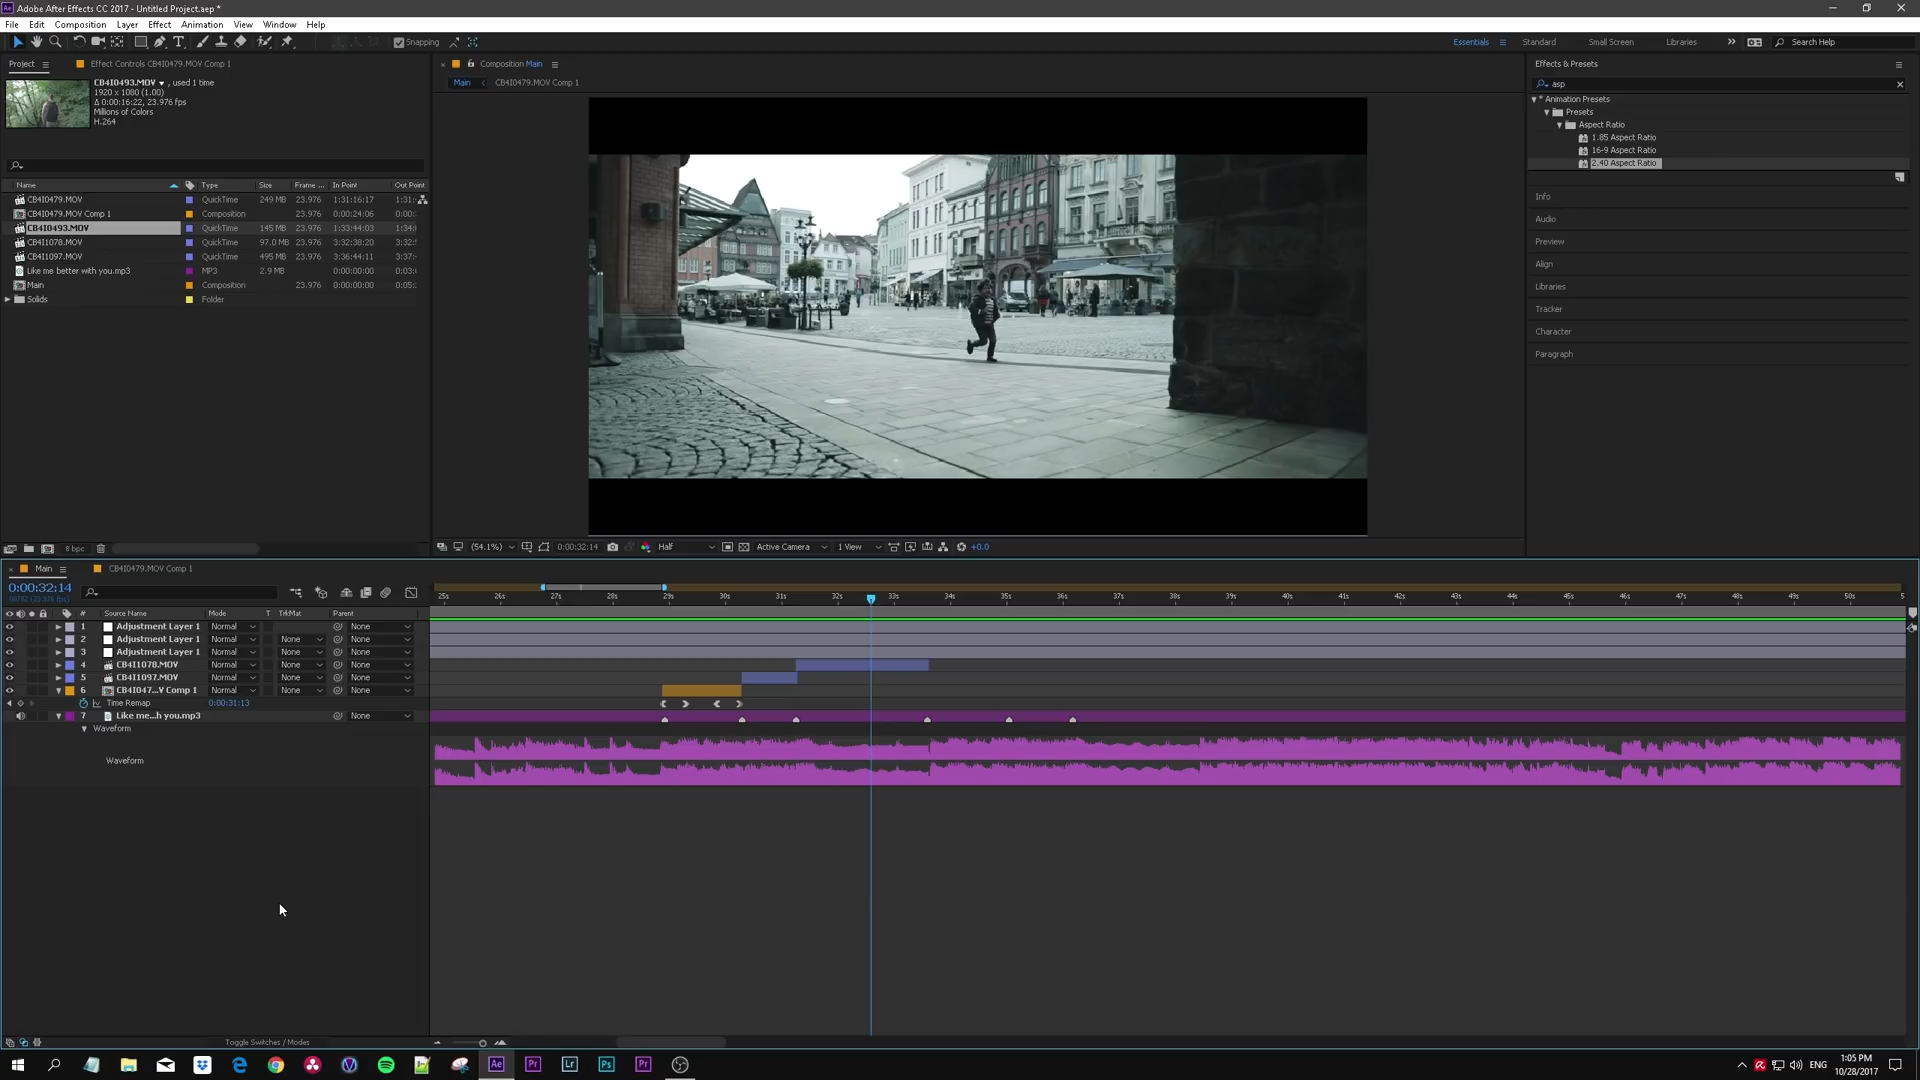 Adobe After Effects CC 2017 - Untitled Project.aep *
File Edit Composition Layer Effect Animation View Window Help
Snapping
Essentials Standard Small Screen Libraries Search Help
Project Effect Controls CB4I0479.MOV Comp 1
CB4I0493.MOV , used 1 time
1920 x 1080 (1.00)
Δ 0:00:16:22, 23.976 fps
Millions of Colors
H.264
Name Type Size Frame ... In Point Out Point
CB4I0479.MOV QuickTime 249 MB 23.976 1:31:16:17 1:31:
CB4I0479.MOV Comp 1 Composition 23.976 0:00:24:06 0:00:
CB4I0493.MOV QuickTime 145 MB 23.976 1:33:44:03 1:34:
CB4I1078.MOV QuickTime 97.0 MB 23.976 3:32:38:20 3:32:
CB4I1097.MOV QuickTime 495 MB 23.976 3:36:44:11 3:37:
Like me better with you.mp3 MP3 2.9 MB 0:00:00:00 0:03:
Main Composition 23.976 0:00:00:00 0:05:
Solids Folder
8 bpc
Composition Main
Main CB4I0479.MOV Comp 1
(54.1%) 0:00:32:14 Half Active Camera 1 View +0.0
Effects & Presets
asp
* Animation Presets
Presets
Aspect Ratio
1.85 Aspect Ratio
16-9 Aspect Ratio
2.40 Aspect Ratio
Info
Audio
Preview
Align
Libraries
Tracker
Character
Paragraph
Main CB4I0479.MOV Comp 1
0:00:32:14
# Source Name Mode T TrkMat Parent
25s 26s 27s 28s 29s 30s 31s 32s 33s 34s 35s 36s 37s 38s 39s 40s 41s 42s 43s 44s 45s 46s 47s 48s 49s 50s 5
1 Adjustment Layer 1 Normal None
2 Adjustment Layer 1 Normal None None
3 Adjustment Layer 1 Normal None None
4 CB4I1078.MOV Normal None None
5 CB4I1097.MOV Normal None None
6 CB4I047...V Comp 1 Normal None None
Time Remap 0:00:31:13
7 Like me...h you.mp3 None
Waveform
Waveform
Toggle Switches / Modes
Ae Pr Lr Ps Pr
ENG
1:05 PM
10/28/2017